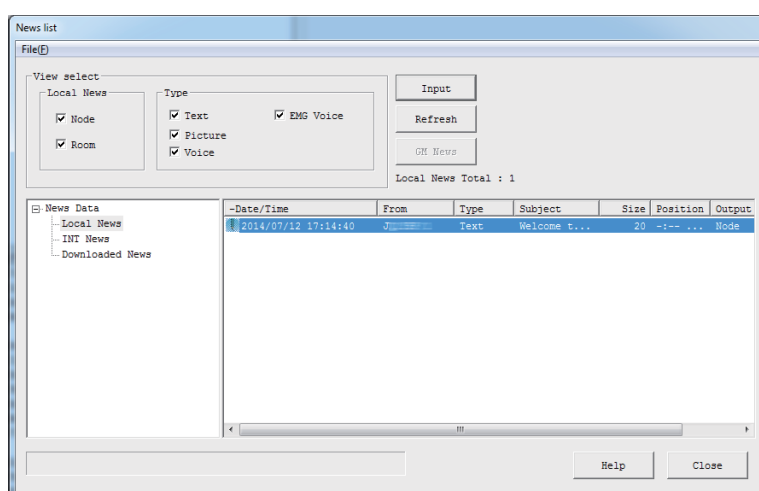 News list
File(F)
View select
Local News
Type
Node
Room
Text
EMG Voice
Picture
Voice
Input
Refresh
GM News
Local News Total : 1
News Data
Local News
INT News
Downloaded News
-Date/Time From Type Subject Size Position Output
2014/07/12 17:14:40 J Text Welcome t... 20 -:-- ... Node
Help Close